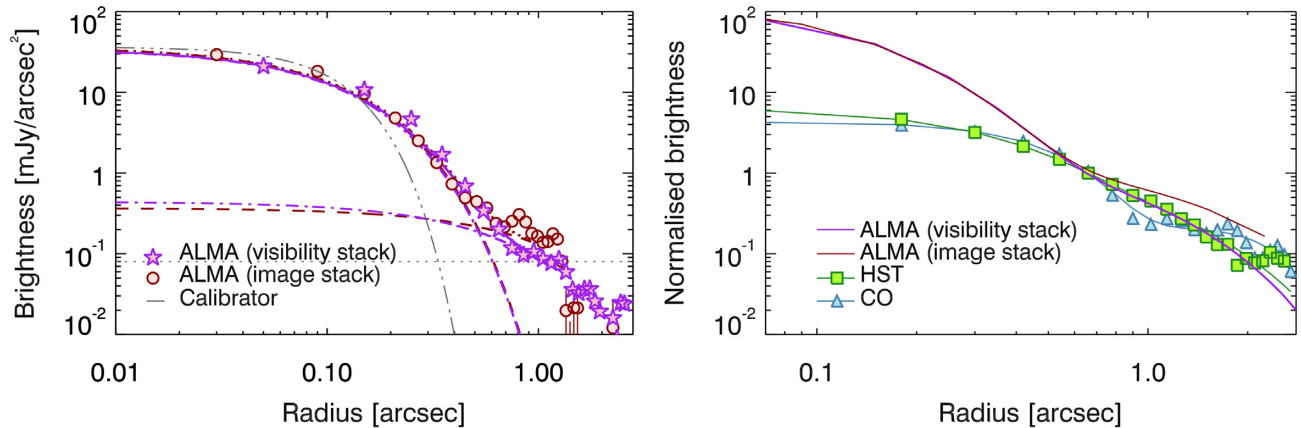 Brightness [mJy/arcsec²]
10²
10
1
10⁻¹
10⁻²
ALMA (visibility stack)
ALMA (image stack)
Calibrator
0.01 0.10 1.00
Radius [arcsec]
Normalised brightness
10²
10
1
10⁻¹
10⁻²
ALMA (visibility stack)
ALMA (image stack)
HST
CO
0.1 1.0
Radius [arcsec]